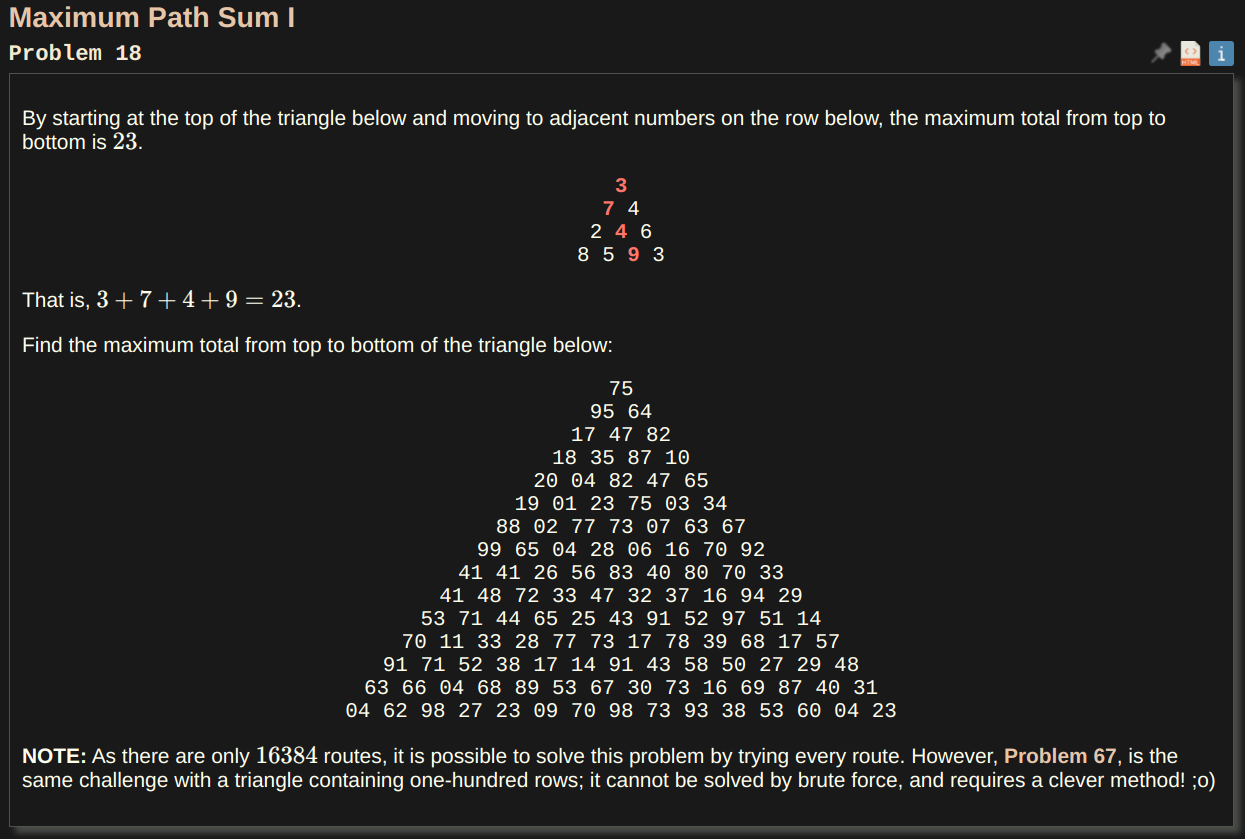 Maximum Path Sum I
Problem 18
HTML
i
By starting at the top of the triangle below and moving to adjacent numbers on the row below, the maximum total from top to
bottom is 23.
3
7 4
2 4 6
8 5 9 3
That is, 3 + 7 + 4 + 9 = 23.
Find the maximum total from top to bottom of the triangle below:
75
95 64
17 47 82
18 35 87 10
20 04 82 47 65
19 01 23 75 03 34
88 02 77 73 07 63 67
99 65 04 28 06 16 70 92
41 41 26 56 83 40 80 70 33
41 48 72 33 47 32 37 16 94 29
53 71 44 65 25 43 91 52 97 51 14
70 11 33 28 77 73 17 78 39 68 17 57
91 71 52 38 17 14 91 43 58 50 27 29 48
63 66 04 68 89 53 67 30 73 16 69 87 40 31
04 62 98 27 23 09 70 98 73 93 38 53 60 04 23
NOTE: As there are only 16384 routes, it is possible to solve this problem by trying every route. However, Problem 67, is the
same challenge with a triangle containing one-hundred rows; it cannot be solved by brute force, and requires a clever method! ;o)